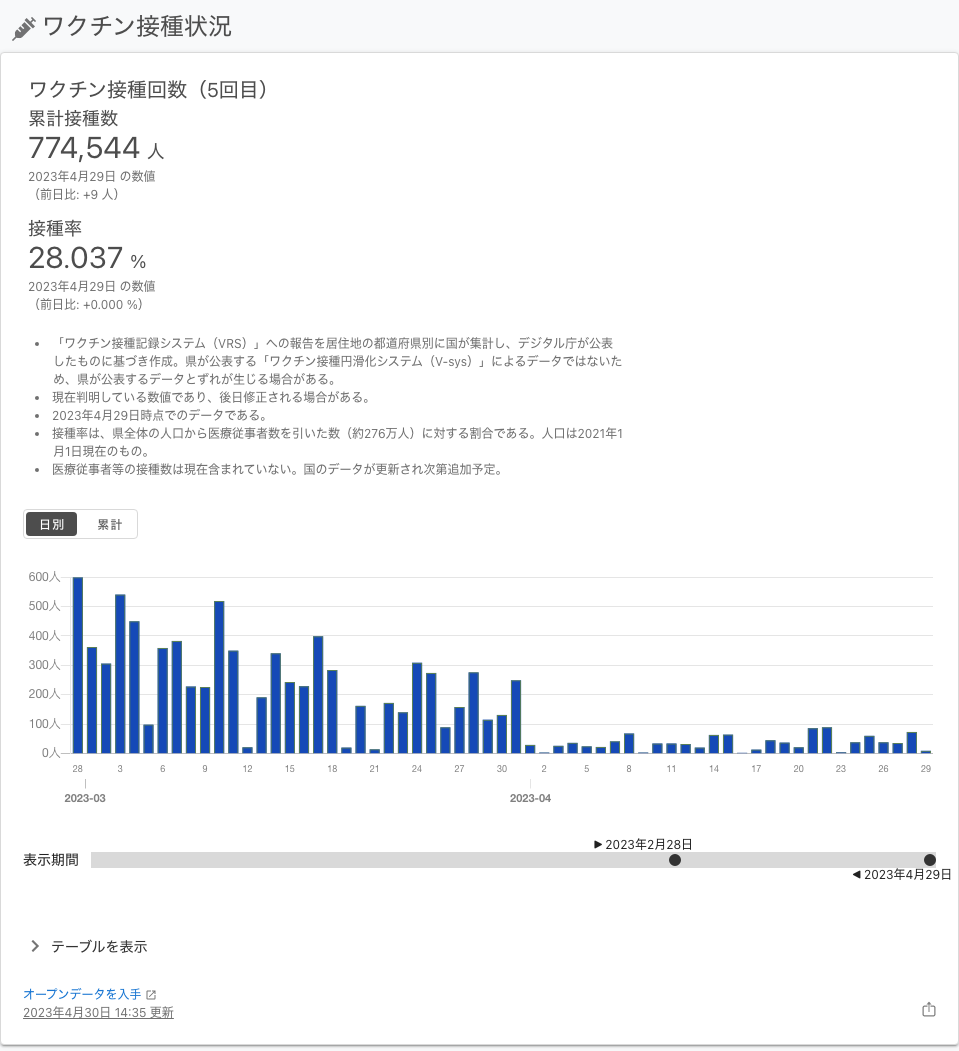 ワクチン接種状況
ワクチン接種回数（5回目）
累計接種数
774,544 人
2023年4月29日 の数値
（前日比: +9 人）
接種率
28.037 %
2023年4月29日 の数値
（前日比: +0.000 %）
• 「ワクチン接種記録システム（VRS）」への報告を居住地の都道府県別に国が集計し、デジタル庁が公表
したものに基づき作成。県が公表する「ワクチン接種円滑化システム（V-sys）」によるデータではないた
め、県が公表するデータとずれが生じる場合がある。
• 現在判明している数値であり、後日修正される場合がある。
• 2023年4月29日時点でのデータである。
• 接種率は、県全体の人口から医療従事者数を引いた数（約276万人）に対する割合である。人口は2021年1
月1日現在のもの。
• 医療従事者等の接種数は現在含まれていない。国のデータが更新され次第追加予定。
日別 累計
600人
500人
400人
300人
200人
100人
0人
28 3 6 9 12 15 18 21 24 27 30 2 5 8 11 14 17 20 23 26 29
2023-03 2023-04
▶ 2023年2月28日
表示期間
◀ 2023年4月29日
テーブルを表示
オープンデータを入手
2023年4月30日 14:35 更新